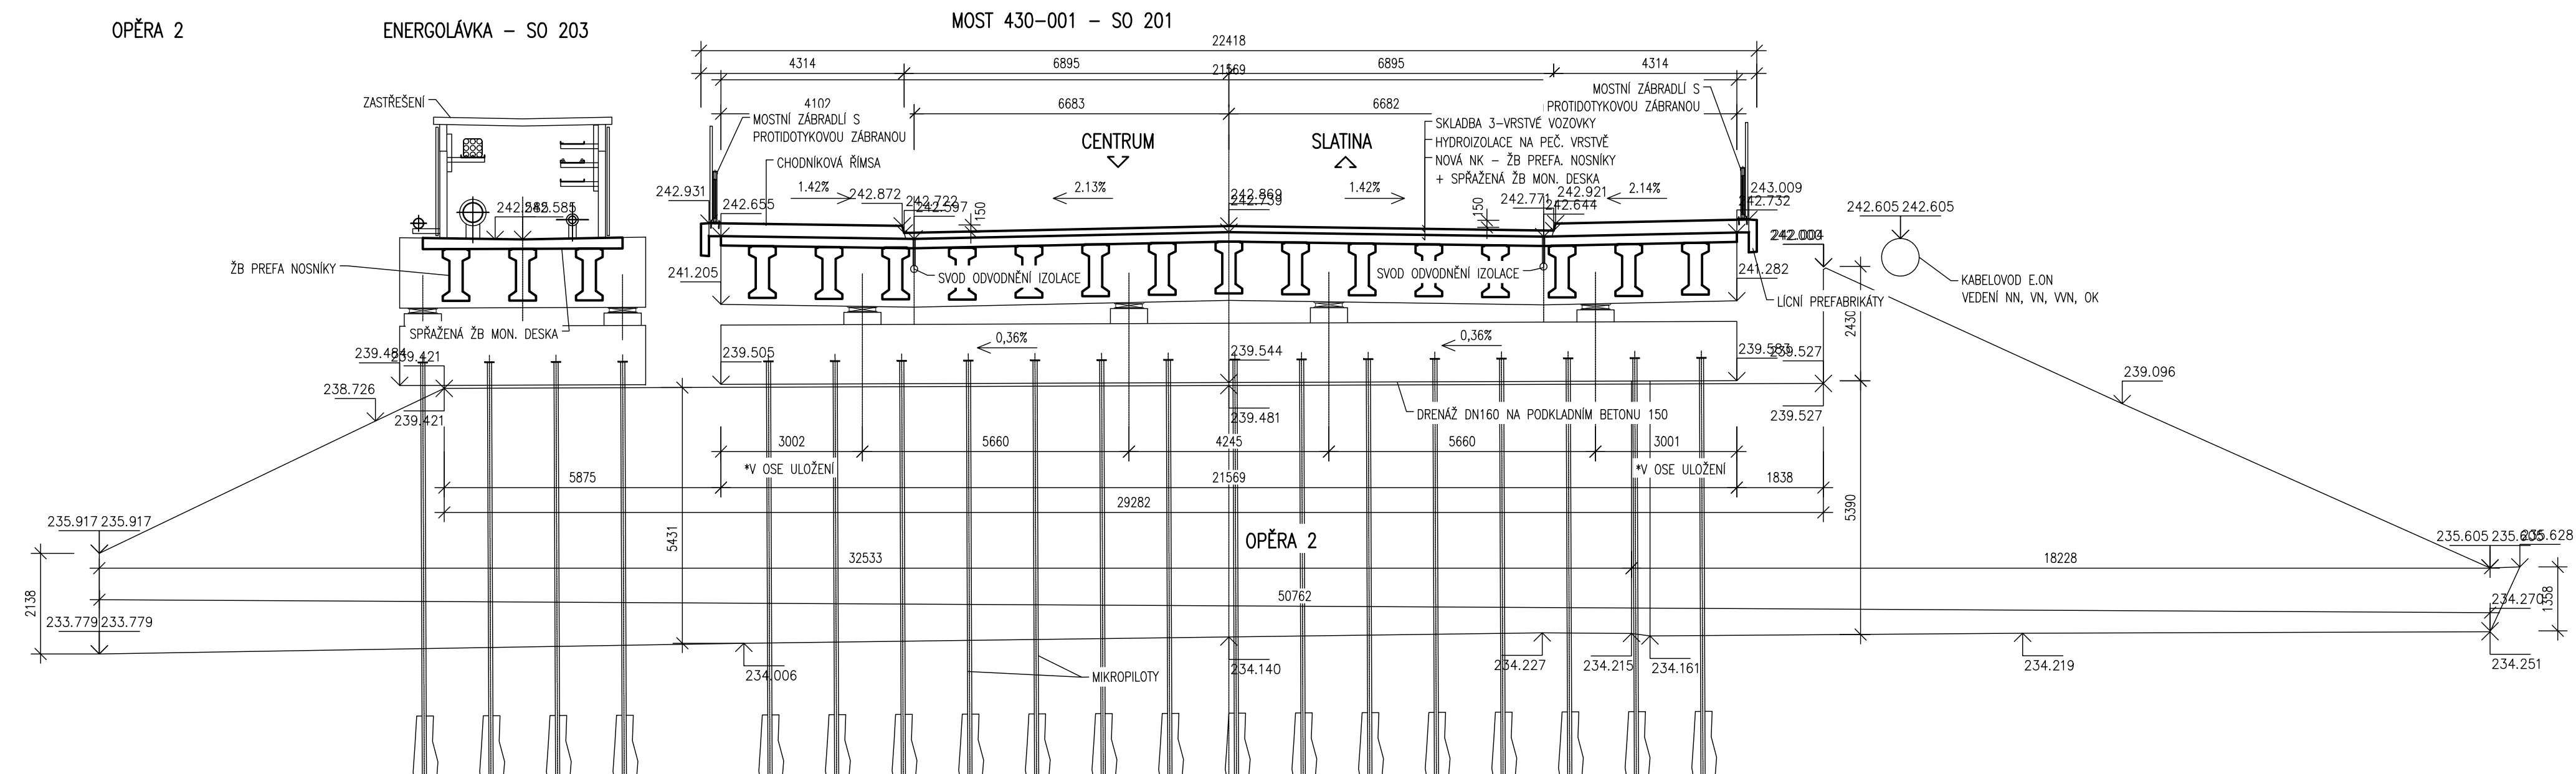 OPĚRA 2
ENERGOLÁVKA – SO 203
MOST 430-001 – SO 201
22418
4314
6895
6895
4314
21569
4102
6683
6682
ZASTŘEŠENÍ
MOSTNÍ ZÁBRADLÍ S
PROTIDOTYKOVOU ZÁBRANOU
CHODNÍKOVÁ ŘÍMSA
CENTRUM
SLATINA
SKLADBA 3-VRSTVÉ VOZOVKY
HYDROIZOLACE NA PEČ. VRSTVĚ
NOVÁ NK – ŽB PREFA. NOSNÍKY
+ SPŘAŽENÁ ŽB MON. DESKA
MOSTNÍ ZÁBRADLÍ S
PROTIDOTYKOVOU ZÁBRANOU
242.931
242.655
1.42%
242.872
242.722
242.597
150
2.13%
242.869
242.739
1.42%
150
242.771
242.921
242.644
2.14%
243.009
242.732
242.585
242.605
242.605
242.004
ŽB PREFA NOSNÍKY
241.205
SVOD ODVODNĚNÍ IZOLACE
SVOD ODVODNĚNÍ IZOLACE
241.282
LÍCNÍ PREFABRIKÁTY
KABELOVOD E.ON
VEDENÍ NN, VN, VVN, OK
SPŘAŽENÁ ŽB MON. DESKA
2430
0,36%
0,36%
239.484
239.421
239.505
239.544
239.583
239.527
238.726
239.421
239.481
239.527
239.096
DRENÁŽ DN160 NA PODKLADNÍM BETONU 150
3002
5660
4245
5660
3001
*V OSE ULOŽENÍ
*V OSE ULOŽENÍ
5875
21569
1838
29282
5431
5390
235.917
235.917
OPĚRA 2
235.605
235.605
235.628
32533
18228
2138
50762
234.270
1358
233.779
233.779
234.006
234.140
234.227
234.215
234.161
234.219
234.251
MIKROPILOTY